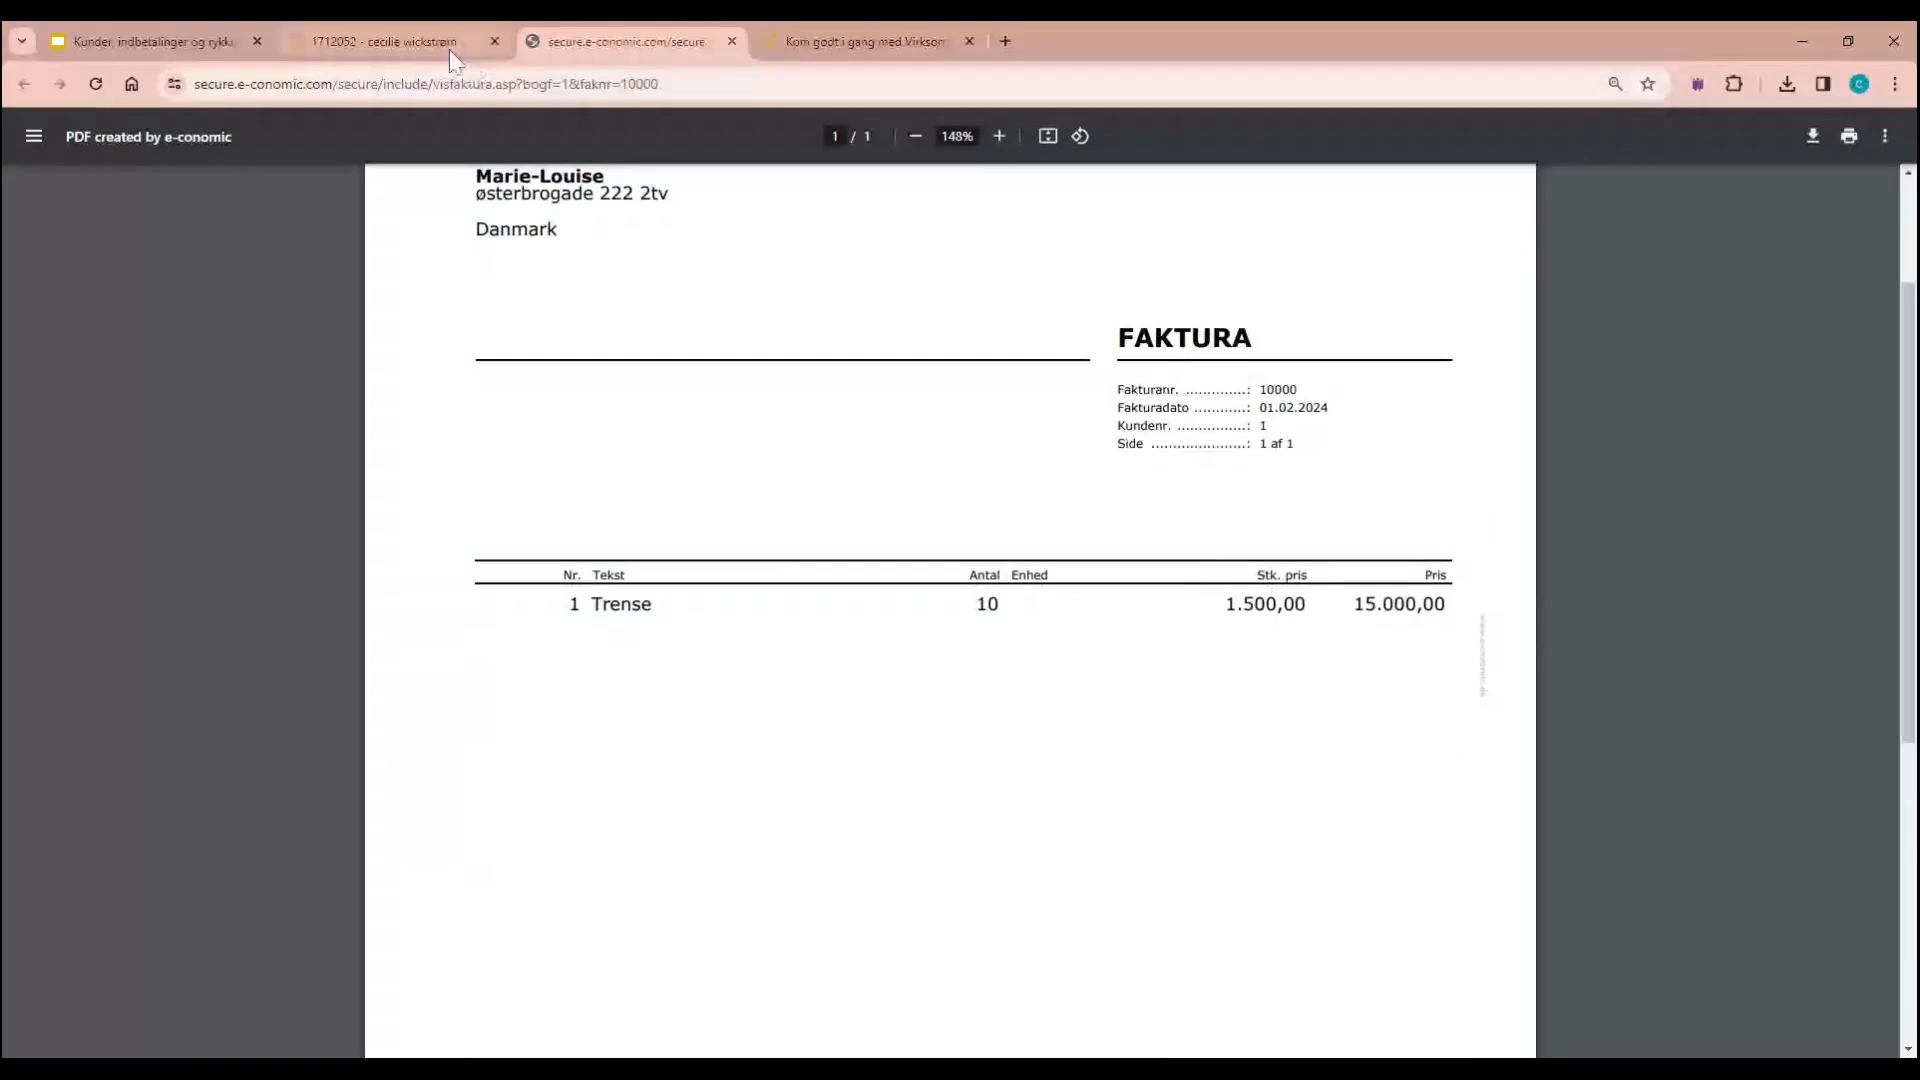 Kunder, indbetalinger og rykk
1712052 - cecilie wickstrøm
secure.e-conomic.com/secure
Kom godt i gang med Virksom
secure.e-conomic.com/secure/include/visfaktura.asp?bogf=1&faknr=10000
C
PDF created by e-conomic
1 / 1
148%
Marie-Louise
østerbrogade 222 2tv
Danmark
FAKTURA
Fakturanr. ..............: 10000
Fakturadato ............: 01.02.2024
Kundenr. ................: 1
Side ......................: 1 af 1
Nr. Tekst Antal Enhed Stk. pris Pris
1 Trense 10 1.500,00 15.000,00